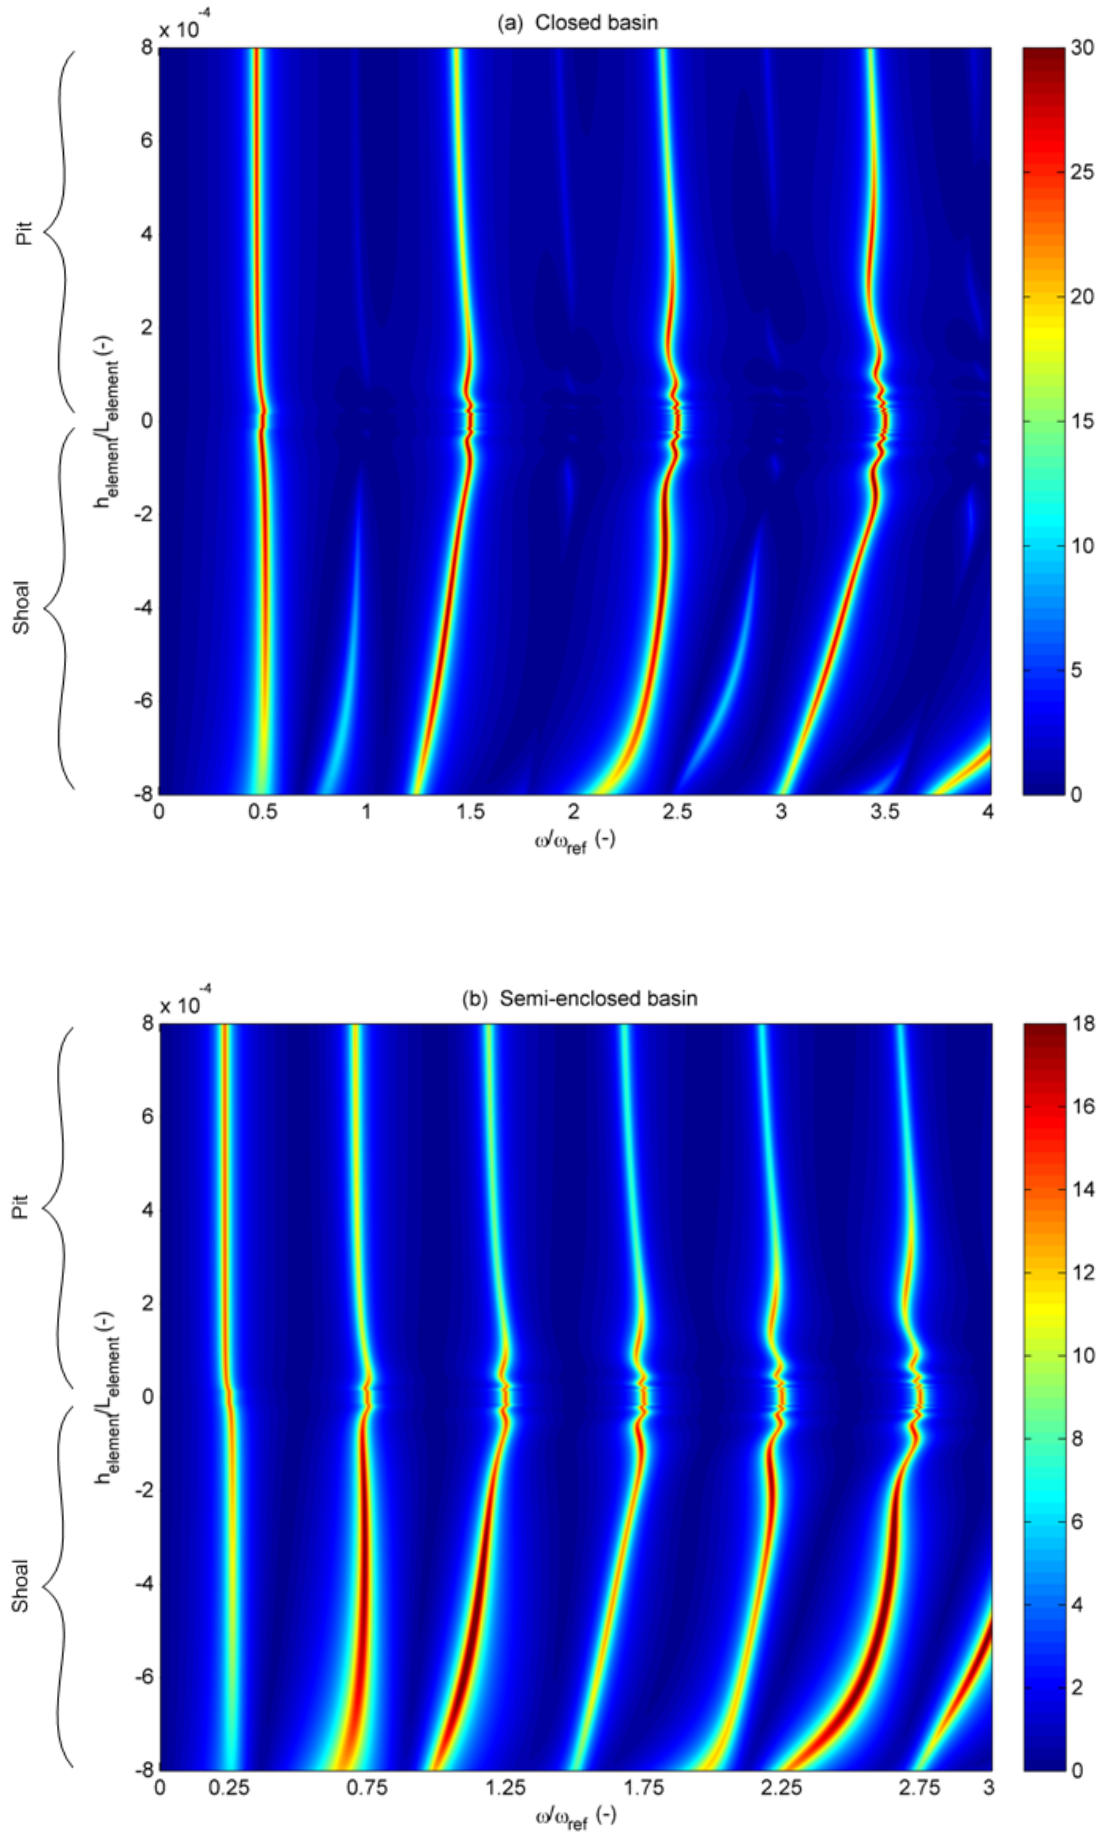 (a) Closed basin
x 10^-4
8
6
4
2
0
-2
-4
-6
-8
Pit
Shoal
h_element/L_element (-)
0 0.5 1 1.5 2 2.5 3 3.5 4
ω/ω_ref (-)
30
25
20
15
10
5
0
(b) Semi-enclosed basin
x 10^-4
8
6
4
2
0
-2
-4
-6
-8
Pit
Shoal
h_element/L_element (-)
0 0.25 0.75 1.25 1.75 2.25 2.75 3
ω/ω_ref (-)
18
16
14
12
10
8
6
4
2
0